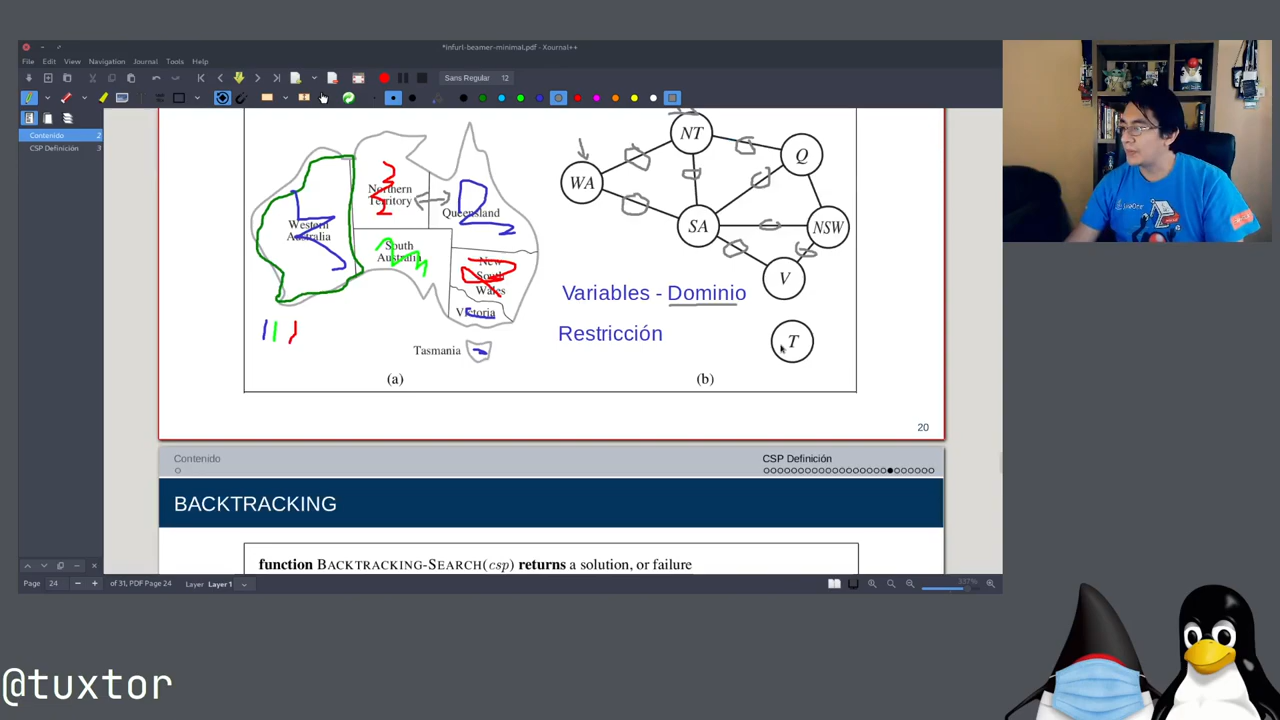 *infurl-beamer-minimal.pdf - Xournal++
File Edit View Navigation Journal Tools Help
Sans Regular 12
Contenido 2
CSP Definición 3
Northern
Territory
Western
Australia
Queensland
South
Australia
New
South
Wales
Victoria
Tasmania
(a)
NT
Q
WA
SA
NSW
V
T
Variables - Dominio
Restricción
(b)
20
Contenido
CSP Definición
BACKTRACKING
function BACKTRACKING-SEARCH(csp) returns a solution, or failure
Page 24 of 31, PDF Page 24 Layer Layer 1 337%
@tuxtor